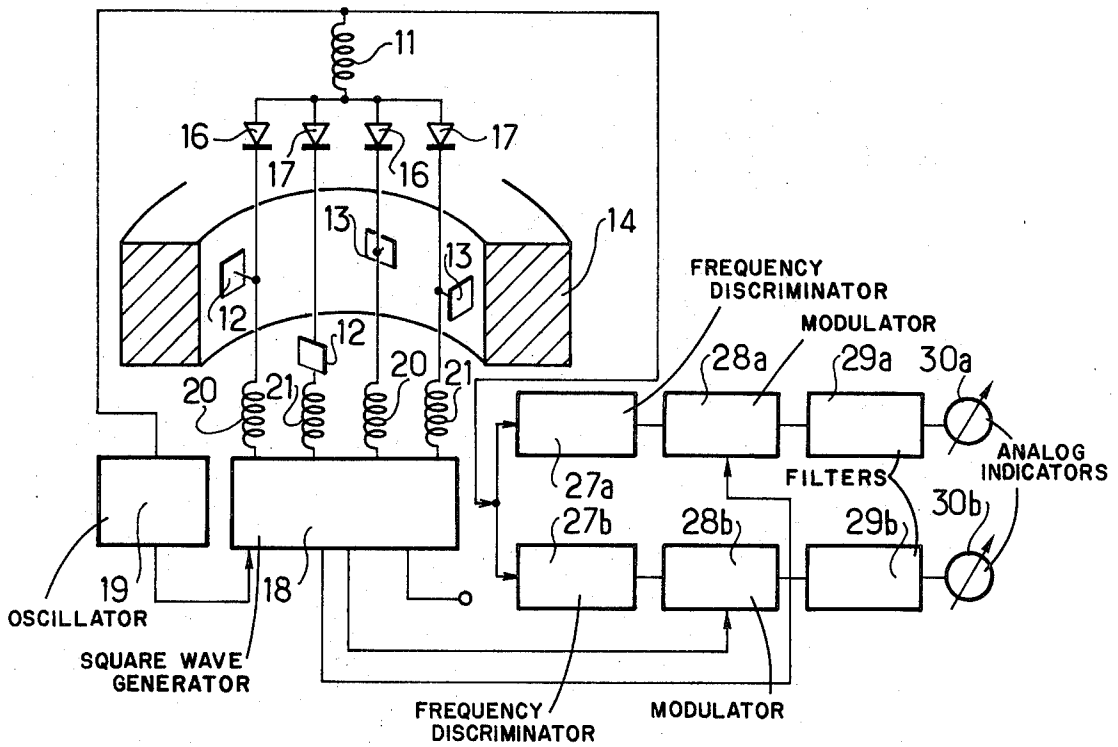 11
16
17
16
17
13
13
14
12
12
FREQUENCY
DISCRIMINATOR
MODULATOR
20
21
20
21
28a
29a
30a
27a
ANALOG
INDICATORS
FILTERS
27b
28b
29b
30b
19
18
OSCILLATOR
SQUARE WAVE
GENERATOR
FREQUENCY
DISCRIMINATOR
MODULATOR